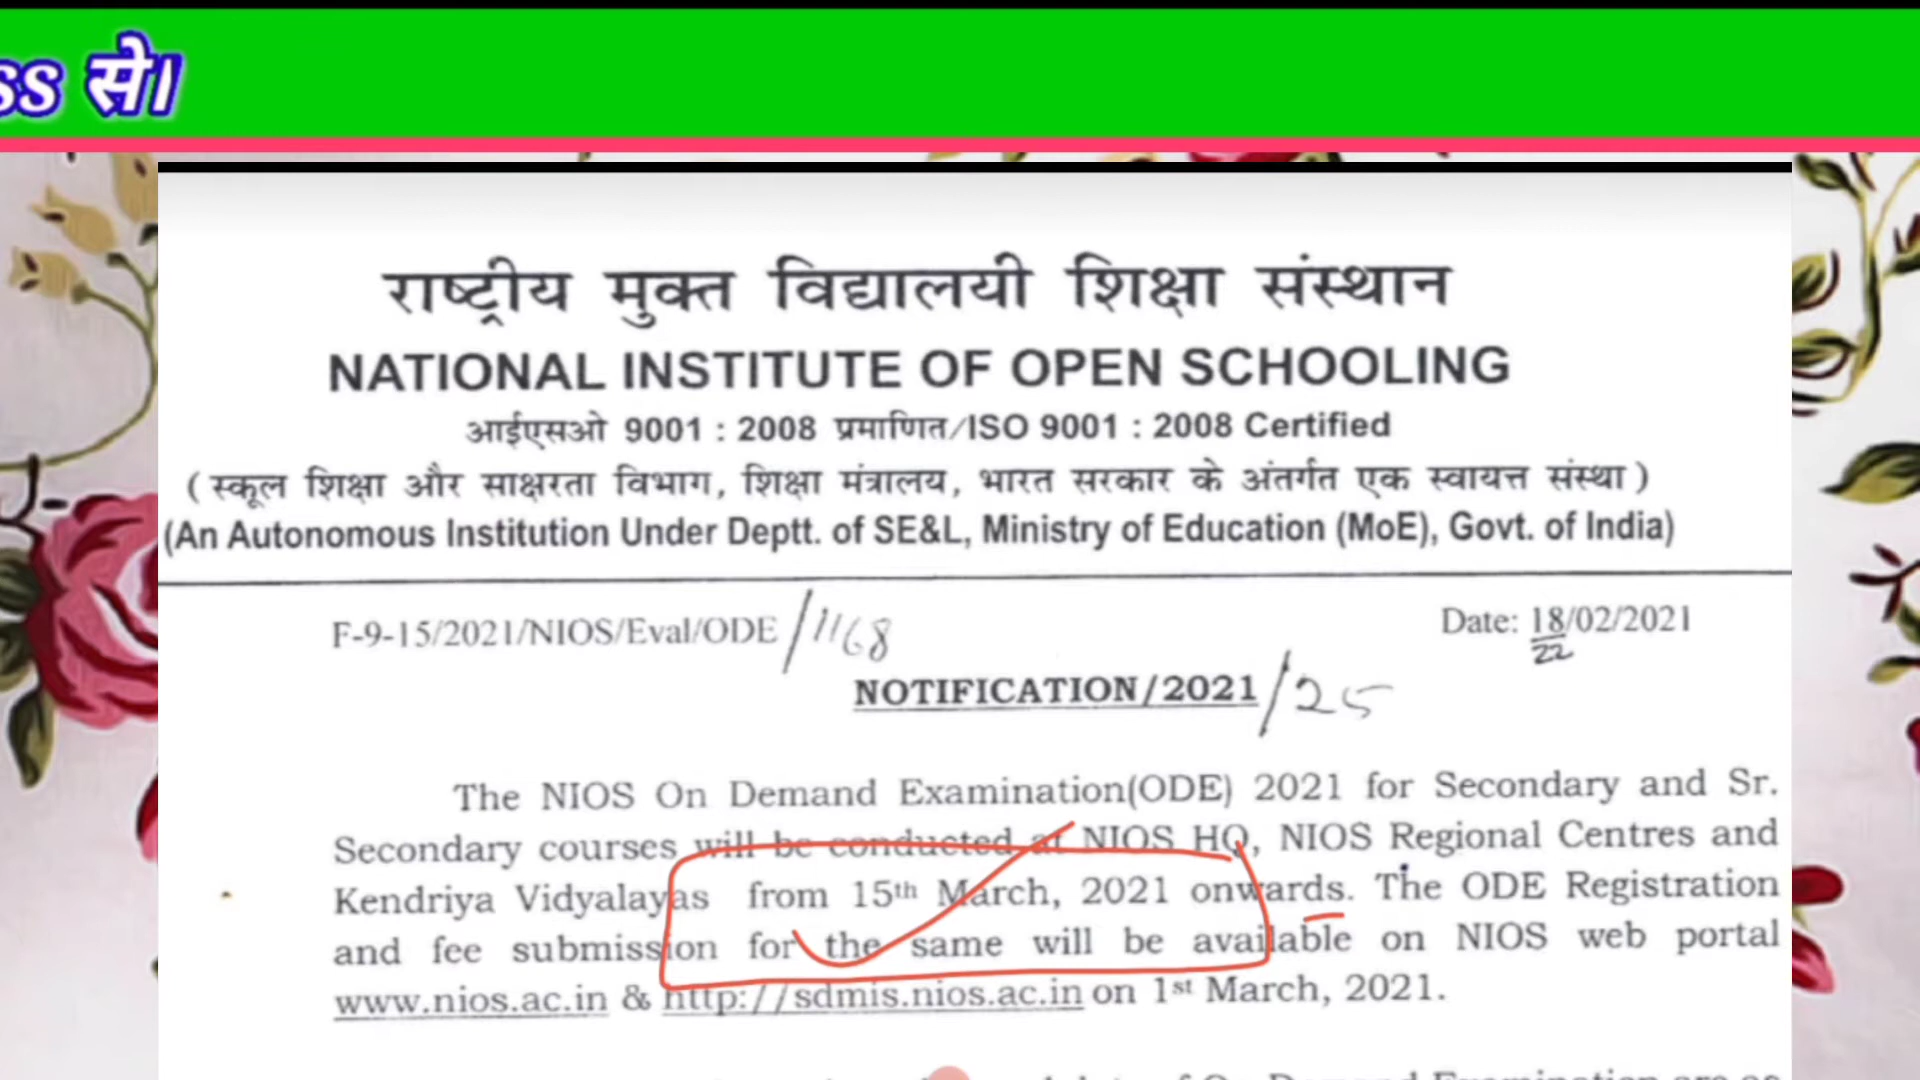 ss से।
राष्ट्रीय मुक्त विद्यालयी शिक्षा संस्थान
NATIONAL INSTITUTE OF OPEN SCHOOLING
आईएसओ 9001 : 2008 प्रमाणित/ISO 9001 : 2008 Certified
( स्कूल शिक्षा और साक्षरता विभाग, शिक्षा मंत्रालय, भारत सरकार के अंतर्गत एक स्वायत्त संस्था )
(An Autonomous Institution Under Deptt. of SE&L, Ministry of Education (MoE), Govt. of India)
F-9-15/2021/NIOS/Eval/ODE /1168 Date: 18/02/2021
22
NOTIFICATION/2021/25
The NIOS On Demand Examination(ODE) 2021 for Secondary and Sr.
Secondary courses will be conducted at NIOS HQ, NIOS Regional Centres and
Kendriya Vidyalayas from 15th March, 2021 onwards. The ODE Registration
and fee submission for the same will be available on NIOS web portal
www.nios.ac.in & http://sdmis.nios.ac.in on 1st March, 2021.